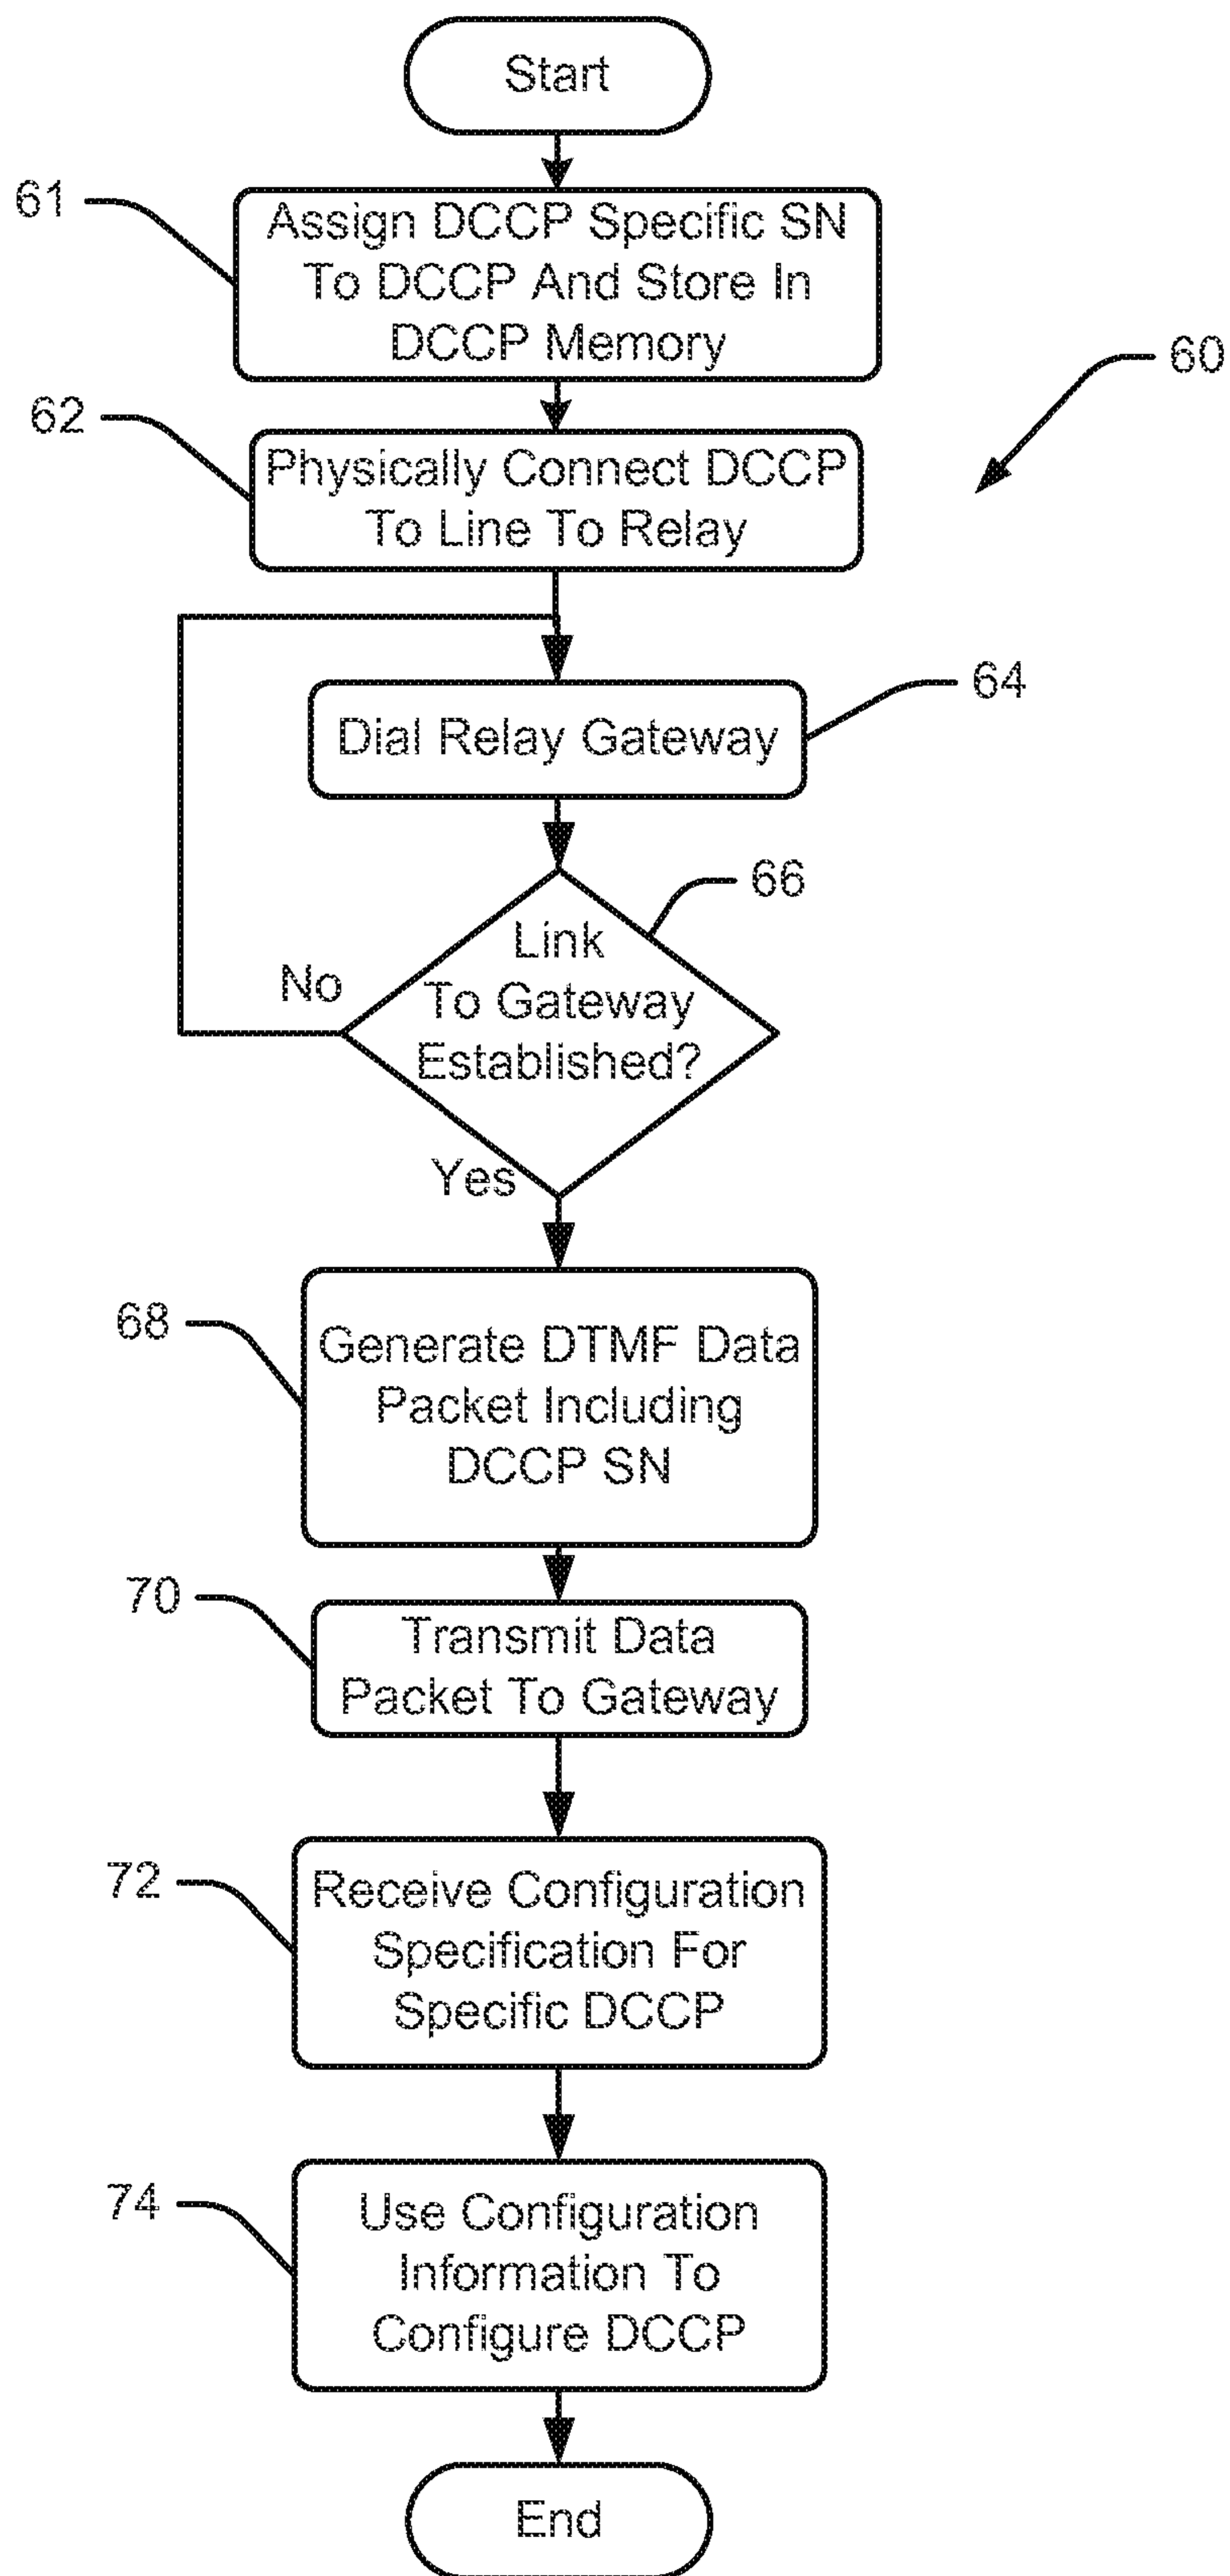 Start
61
Assign DCCP Specific SN
To DCCP And Store In
DCCP Memory
60
62
Physically Connect DCCP
To Line To Relay
64
Dial Relay Gateway
66
Link
To Gateway
Established?
No
Yes
68
Generate DTMF Data
Packet Including
DCCP SN
70
Transmit Data
Packet To Gateway
72
Receive Configuration
Specification For
Specific DCCP
74
Use Configuration
Information To
Configure DCCP
End